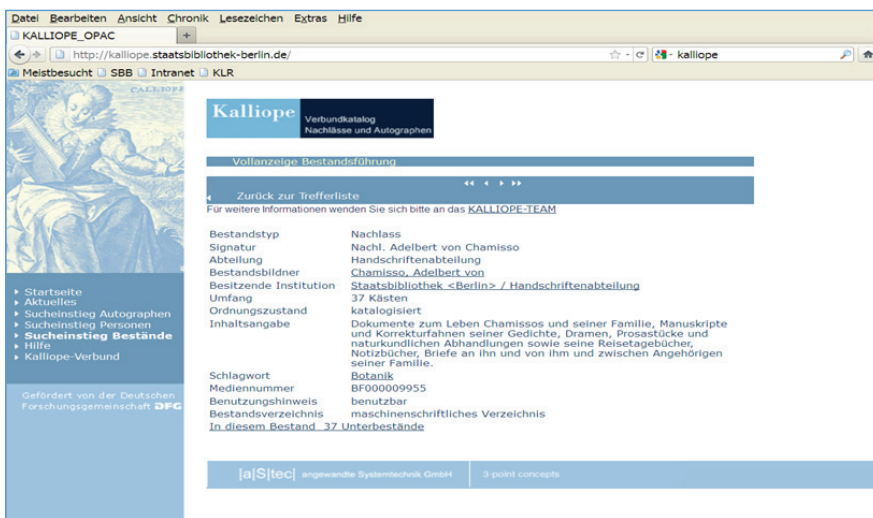 Datei Bearbeiten Ansicht Chronik Lesezeichen Extras Hilfe
KALLIOPE_OPAC +
http://kalliope.staatsbibliothek-berlin.de/ kalliope
Meistbesucht SBB Intranet KLR
CALLIOPE
Kalliope Verbundkatalog
Nachlässe und Autographen
Vollanzeige Bestandsführung
Zurück zur Trefferliste
Für weitere Informationen wenden Sie sich bitte an das KALLIOPE-TEAM
Bestandstyp Nachlass
Signatur Nachl. Adelbert von Chamisso
Abteilung Handschriftenabteilung
Bestandsbildner Chamisso, Adelbert von
Besitzende Institution Staatsbibliothek <Berlin> / Handschriftenabteilung
Umfang 37 Kästen
Ordnungszustand katalogisiert
Inhaltsangabe Dokumente zum Leben Chamissos und seiner Familie, Manuskripte
und Korrekturfahnen seiner Gedichte, Dramen, Prosastücke und
naturkundlichen Abhandlungen sowie seine Reisetagebücher,
Notizbücher, Briefe an ihn und von ihm und zwischen Angehörigen
seiner Familie.
Schlagwort Botanik
Mediennummer BF000009955
Benutzungshinweis benutzbar
Bestandsverzeichnis maschinenschriftliches Verzeichnis
In diesem Bestand 37 Unterbestände
Startseite
Aktuelles
Sucheinstieg Autographen
Sucheinstieg Personen
Sucheinstieg Bestände
Hilfe
Kalliope-Verbund
Gefördert von der Deutschen
Forschungsgemeinschaft DFG
|a|S|tec| angewandte Systemtechnik GmbH 3-point concepts